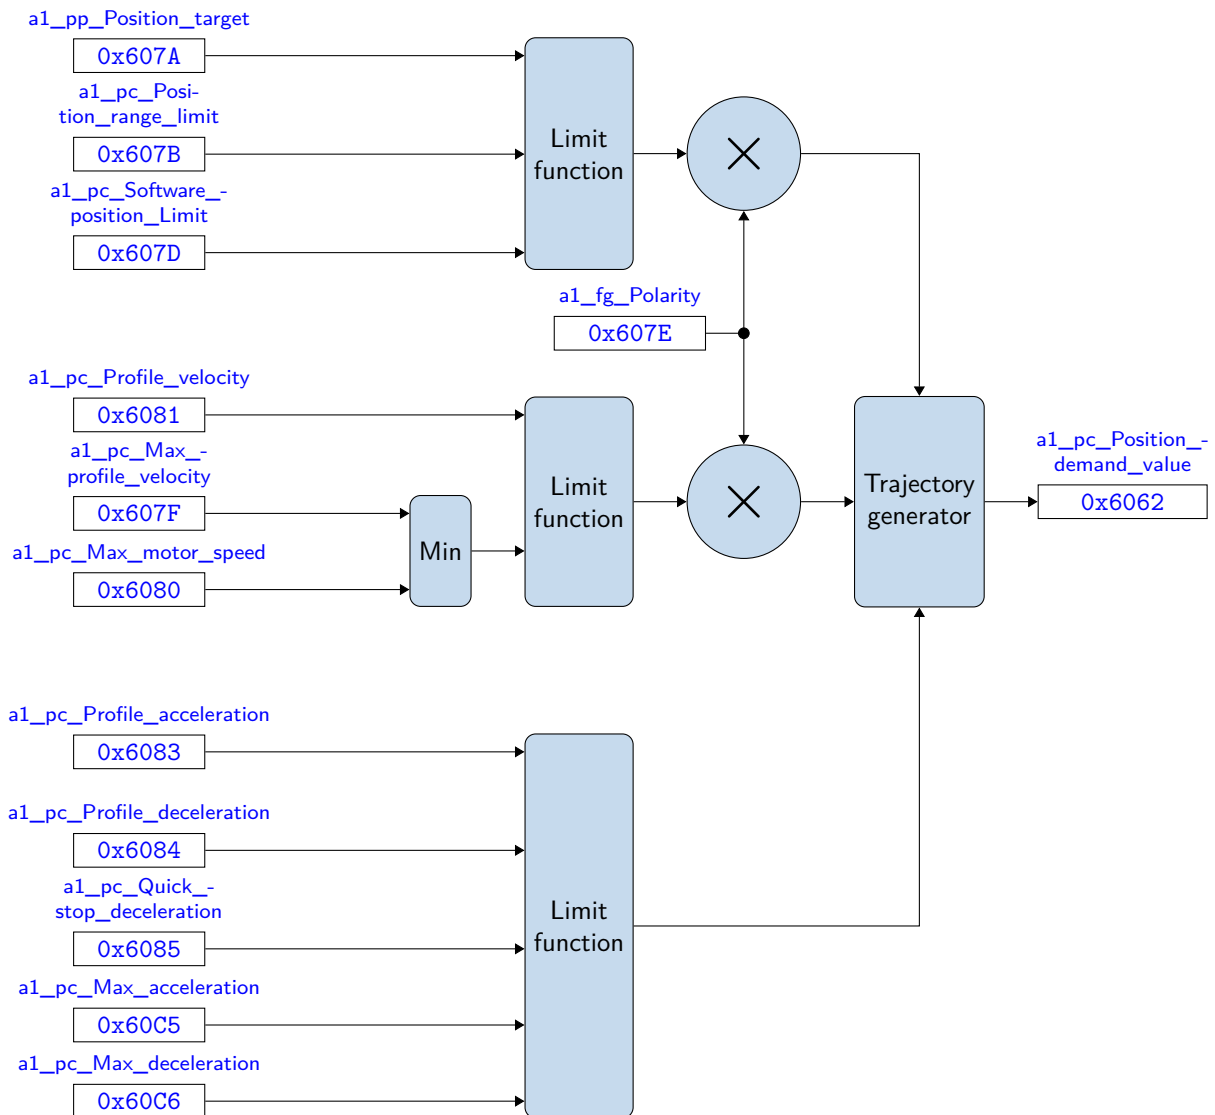 a1_pp_Position_target
0x607A
a1_pc_Posi-
tion_range_limit
0x607B
a1_pc_Software_-
position_Limit
0x607D
Limit
function
a1_fg_Polarity
0x607E
a1_pc_Profile_velocity
0x6081
a1_pc_Max_-
profile_velocity
0x607F
a1_pc_Max_motor_speed
0x6080
Min
Limit
function
Trajectory
generator
a1_pc_Position_-
demand_value
0x6062
a1_pc_Profile_acceleration
0x6083
a1_pc_Profile_deceleration
0x6084
a1_pc_Quick_-
stop_deceleration
0x6085
a1_pc_Max_acceleration
0x60C5
a1_pc_Max_deceleration
0x60C6
Limit
function